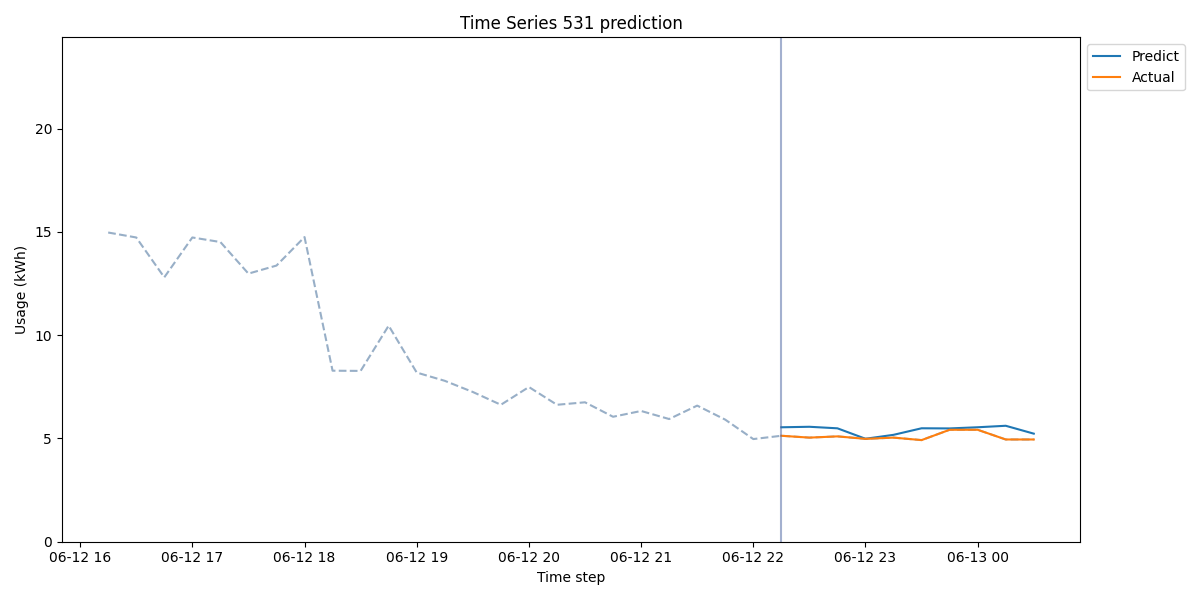 Time Series 531 prediction
Predict
Actual
Usage (kWh)
20
15
10
5
0
06-12 16
06-12 17
06-12 18
06-12 19
06-12 20
06-12 21
06-12 22
06-12 23
06-13 00
Time step